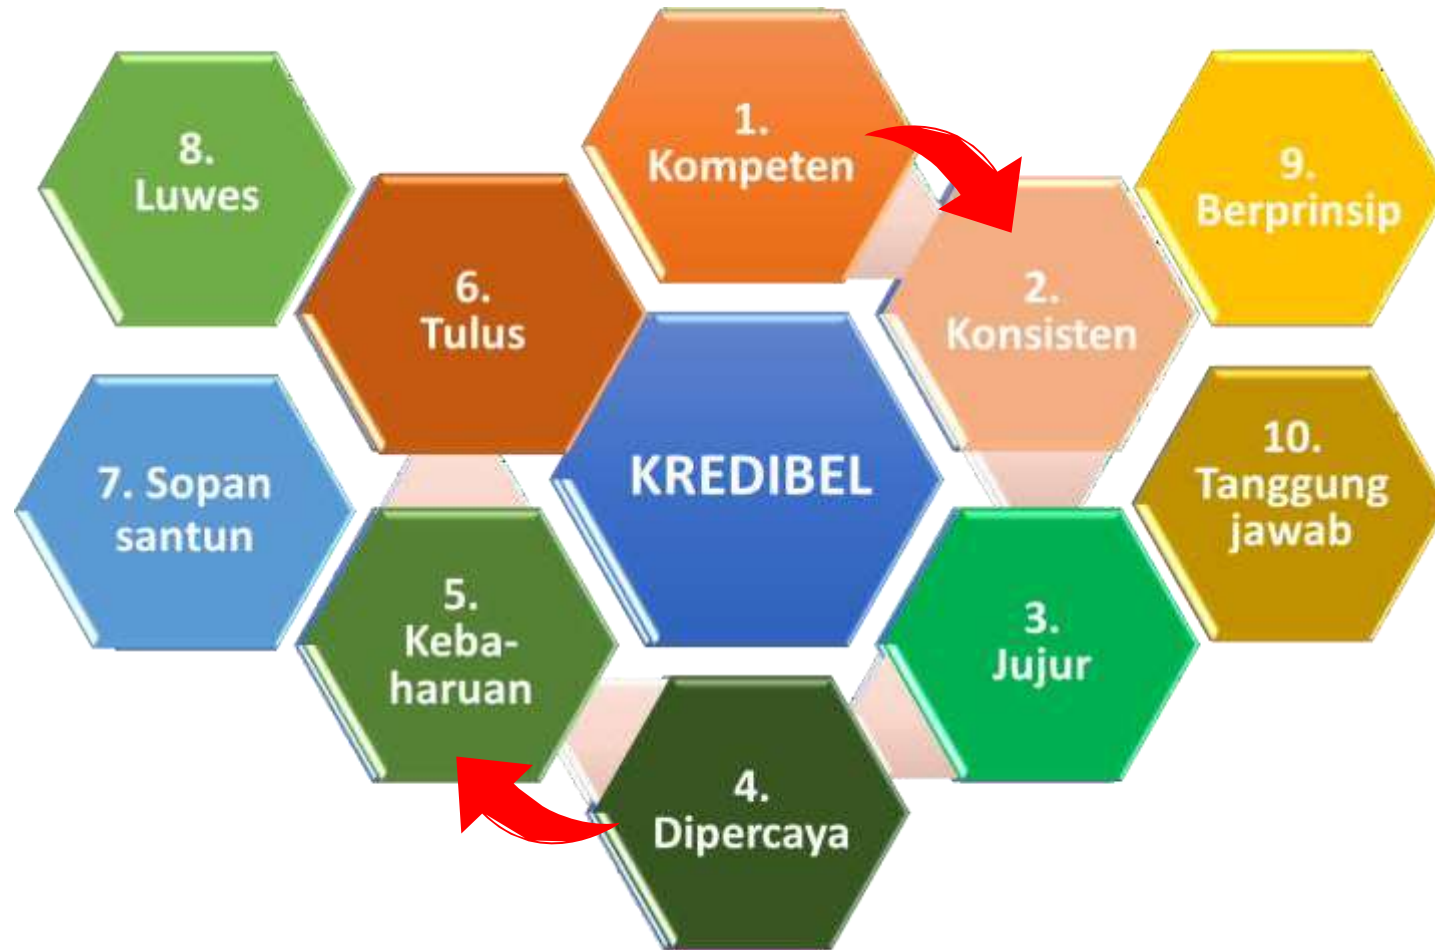 KREDIBEL
1.
Kompeten
2.
Konsisten
3.
Jujur
4.
Dipercaya
5.
Keba-
haruan
6.
Tulus
7. Sopan
santun
8.
Luwes
9.
Berprinsip
10.
Tanggung
jawab